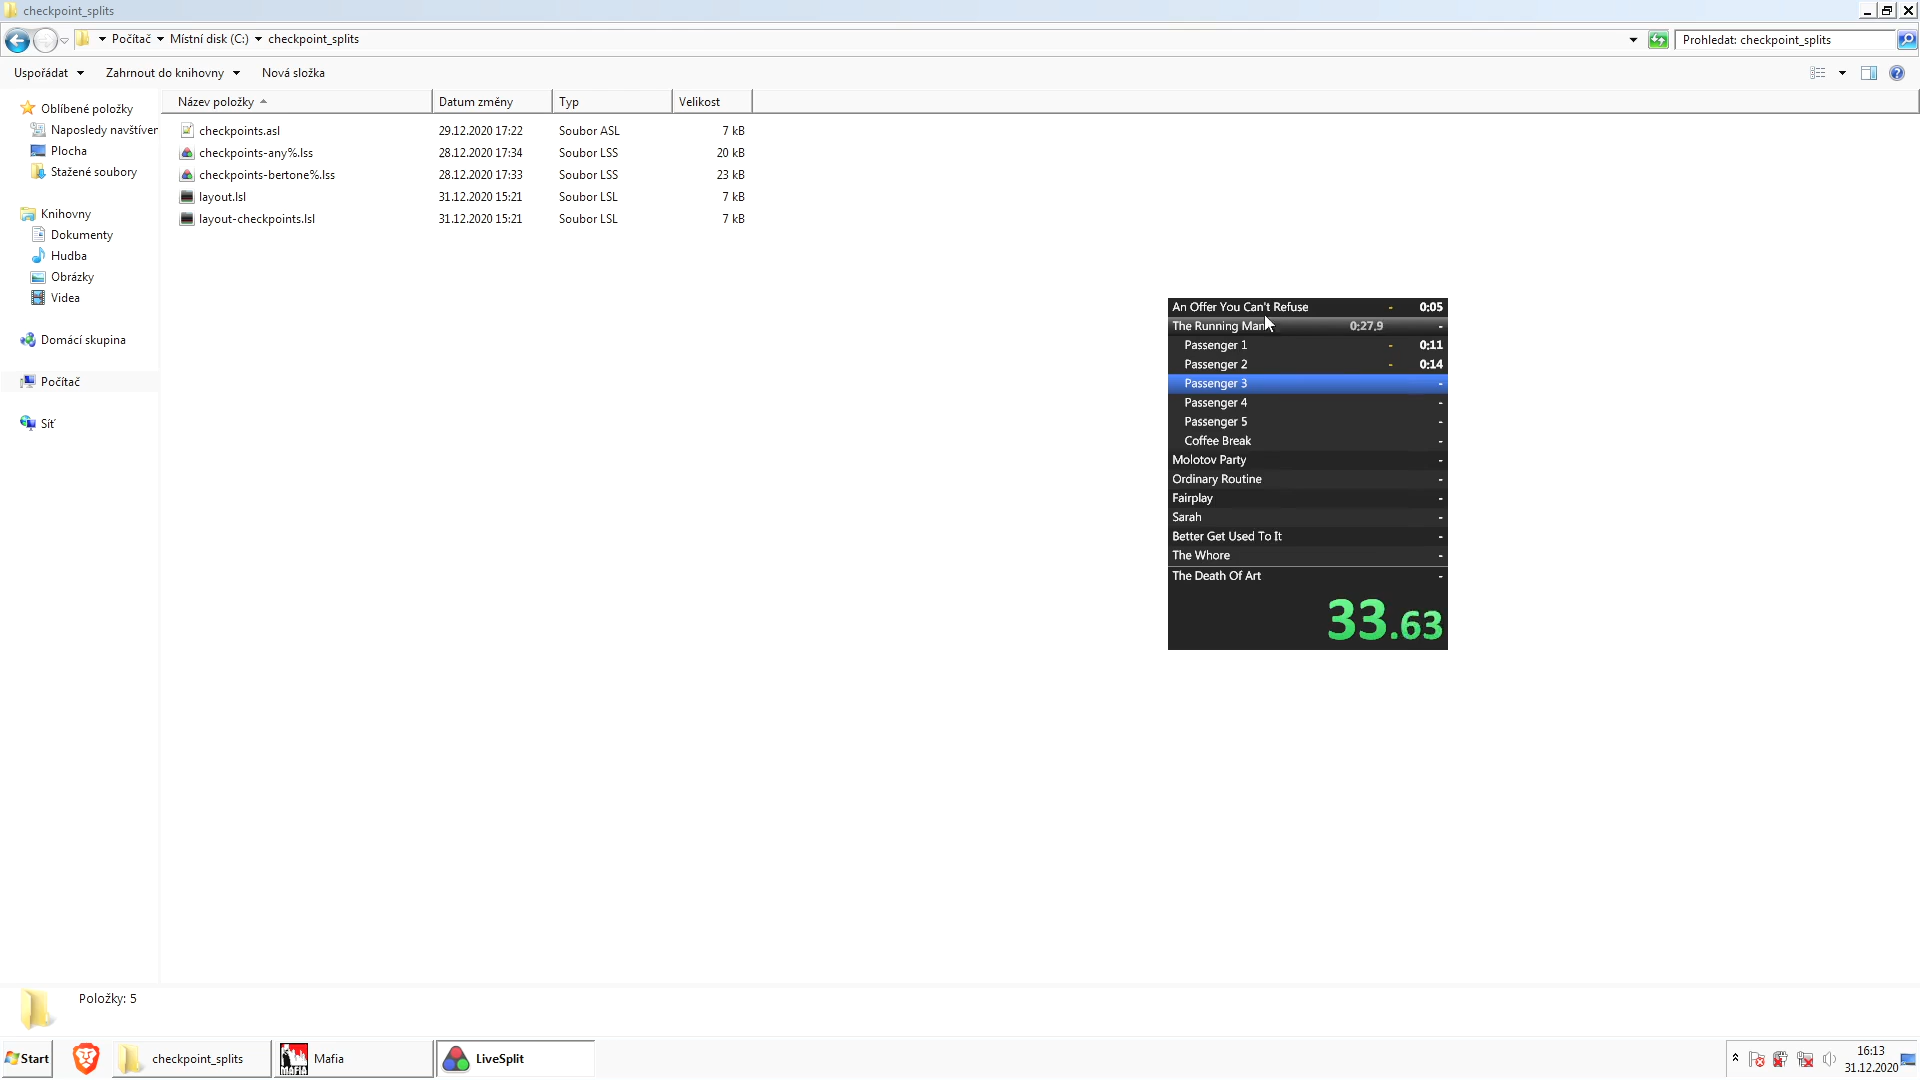 checkpoint_splits
Počítač Místní disk (C:) checkpoint_splits
Prohledat: checkpoint_splits
Uspořádat Zahrnout do knihovny Nová složka
Název položky Datum změny Typ Velikost
checkpoints.asl 29.12.2020 17:22 Soubor ASL 7 kB
checkpoints-any%.lss 28.12.2020 17:34 Soubor LSS 20 kB
checkpoints-bertone%.lss 28.12.2020 17:33 Soubor LSS 23 kB
layout.lsl 31.12.2020 15:21 Soubor LSL 7 kB
layout-checkpoints.lsl 31.12.2020 15:21 Soubor LSL 7 kB
Oblíbené položky
Naposledy navštíven
Plocha
Stažené soubory
Knihovny
Dokumenty
Hudba
Obrázky
Videa
Domácí skupina
Počítač
Síť
An Offer You Can't Refuse - 0:05
The Running Man 0:27.9 -
Passenger 1 - 0:11
Passenger 2 - 0:14
Passenger 3 -
Passenger 4 -
Passenger 5 -
Coffee Break -
Molotov Party -
Ordinary Routine -
Fairplay -
Sarah -
Better Get Used To It -
The Whore -
The Death Of Art -
33.63
Položky: 5
Start
checkpoint_splits
MAFIA
Mafia
LiveSplit
16:13
31.12.2020